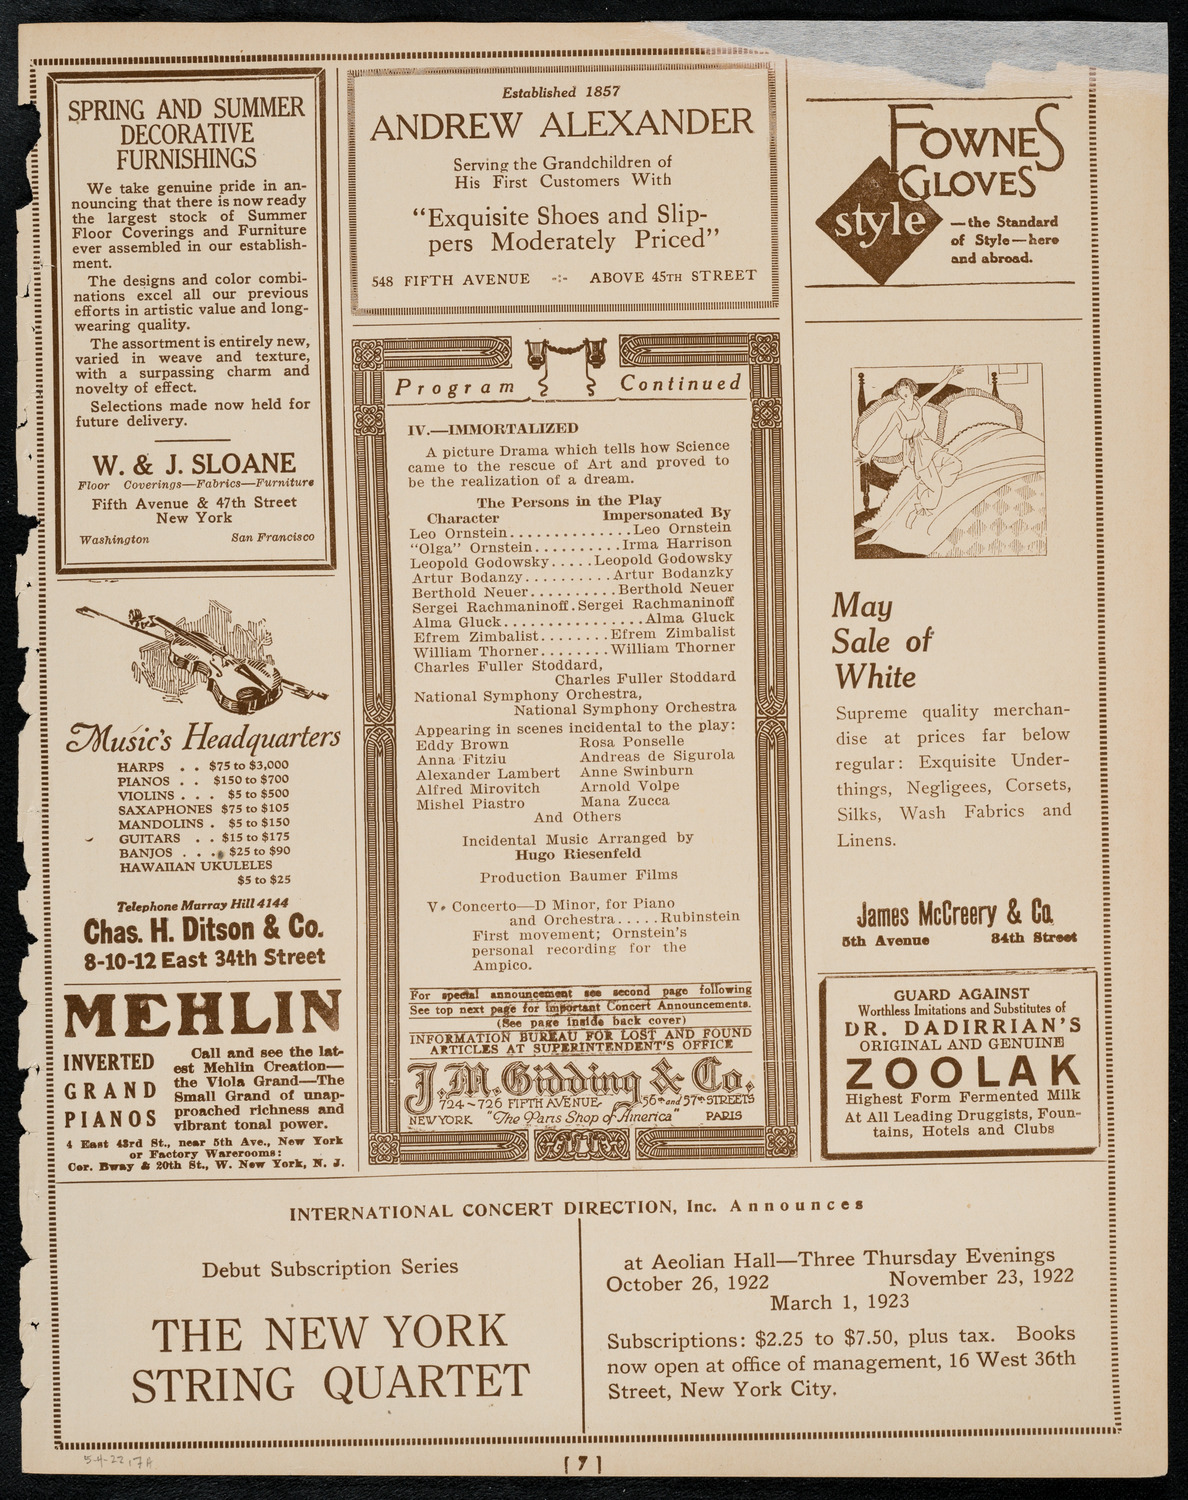 SPRING AND SUMMER
DECORATIVE
FURNISHINGS
We take genuine pride in an-
nouncing that there is now ready
the largest stock of Summer
Floor Coverings and Furniture
ever assembled in our establish-
ment.
The designs and color combi-
nations excel all our previous
efforts in artistic value and long-
wearing quality.
The assortment is entirely new,
varied in weave and texture,
with a surpassing charm and
novelty of effect.
Selections made now held for
future delivery.
W. & J. SLOANE
Floor Coverings—Fabrics—Furniture
Fifth Avenue & 47th Street
New York
Washington San Francisco
Music's Headquarters
HARPS . . $75 to $3,000
PIANOS . . $150 to $700
VIOLINS . . . $5 to $500
SAXAPHONES $75 to $105
MANDOLINS . $5 to $150
GUITARS . . $15 to $175
BANJOS . . . . $25 to $90
HAWAIIAN UKULELES
$5 to $25
Telephone Murray Hill 4144
Chas. H. Ditson & Co.
8-10-12 East 34th Street
MEHLIN
INVERTED
GRAND
PIANOS
Call and see the lat-
est Mehlin Creation—
the Viola Grand—The
Small Grand of unap-
proached richness and
vibrant tonal power.
4 East 43rd St., near 5th Ave., New York
or Factory Warerooms:
Cor. Bway & 20th St., W. New York, N. J.
Established 1857
ANDREW ALEXANDER
Serving the Grandchildren of
His First Customers With
"Exquisite Shoes and Slip-
pers Moderately Priced"
548 FIFTH AVENUE -:- ABOVE 45TH STREET
Program Continued
IV.—IMMORTALIZED
A picture Drama which tells how Science
came to the rescue of Art and proved to
be the realization of a dream.
The Persons in the Play
Character Impersonated By
Leo Ornstein.............Leo Ornstein
"Olga" Ornstein..........Irma Harrison
Leopold Godowsky.....Leopold Godowsky
Artur Bodanzy..........Artur Bodanzky
Berthold Neuer..........Berthold Neuer
Sergei Rachmaninoff.Sergei Rachmaninoff
Alma Gluck...............Alma Gluck
Efrem Zimbalist........Efrem Zimbalist
William Thorner........William Thorner
Charles Fuller Stoddard,
Charles Fuller Stoddard
National Symphony Orchestra,
National Symphony Orchestra
Appearing in scenes incidental to the play:
Eddy Brown Rosa Ponselle
Anna Fitziu Andreas de Sigurola
Alexander Lambert Anne Swinburn
Alfred Mirovitch Arnold Volpe
Mishel Piastro Mana Zucca
And Others
Incidental Music Arranged by
Hugo Riesenfeld
Production Baumer Films
V. Concerto—D Minor, for Piano
and Orchestra.....Rubinstein
First movement; Ornstein's
personal recording for the
Ampico.
For special announcement see second page following
See top next page for Important Concert Announcements.
(See page inside back cover)
INFORMATION BUREAU FOR LOST AND FOUND
ARTICLES AT SUPERINTENDENT'S OFFICE
J.M. Gidding & Co.
724~726 FIFTH AVENUE 56th and 57th STREETS
NEW YORK "The Paris Shop of America" PARIS
FOWNES
GLOVES
style
—the Standard
of Style—here
and abroad.
May
Sale of
White
Supreme quality merchan-
dise at prices far below
regular: Exquisite Under-
things, Negligees, Corsets,
Silks, Wash Fabrics and
Linens.
James McCreery & Co.
5th Avenue 34th Street
GUARD AGAINST
Worthless Imitations and Substitutes of
DR. DADIRRIAN'S
ORIGINAL AND GENUINE
ZOOLAK
Highest Form Fermented Milk
At All Leading Druggists, Foun-
tains, Hotels and Clubs
INTERNATIONAL CONCERT DIRECTION, Inc. Announces
Debut Subscription Series
THE NEW YORK
STRING QUARTET
at Aeolian Hall—Three Thursday Evenings
October 26, 1922 November 23, 1922
March 1, 1923
Subscriptions: $2.25 to $7.50, plus tax. Books
now open at office of management, 16 West 36th
Street, New York City.
[ 7 ]
5-4-22, 7A